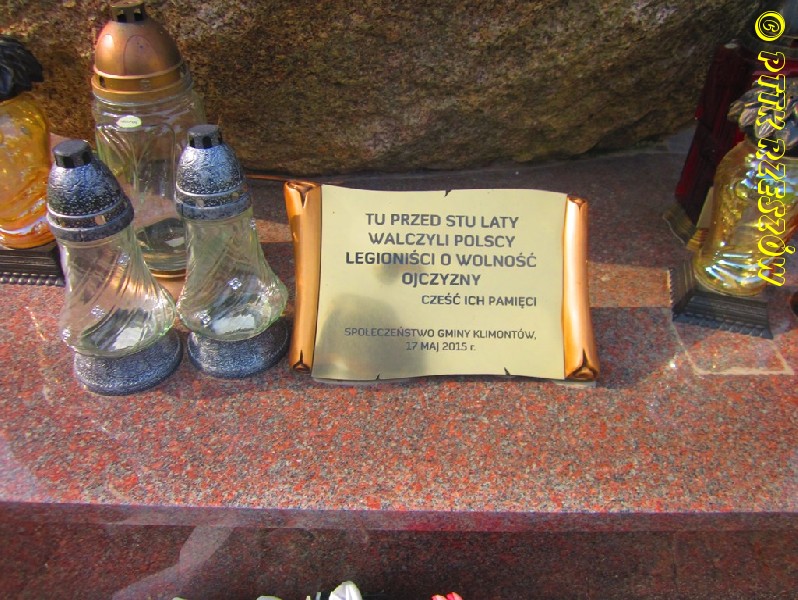 TU PRZED STU LATY
WALCZYLI POLSCY
LEGIONIŚCI O WOLNOŚĆ
OJCZYZNY
CZEŚĆ ICH PAMIĘCI
SPOŁECZEŃSTWO GMINY KLIMONTÓW,
17 MAJ 2015 r.
© PTTK RZESZÓW